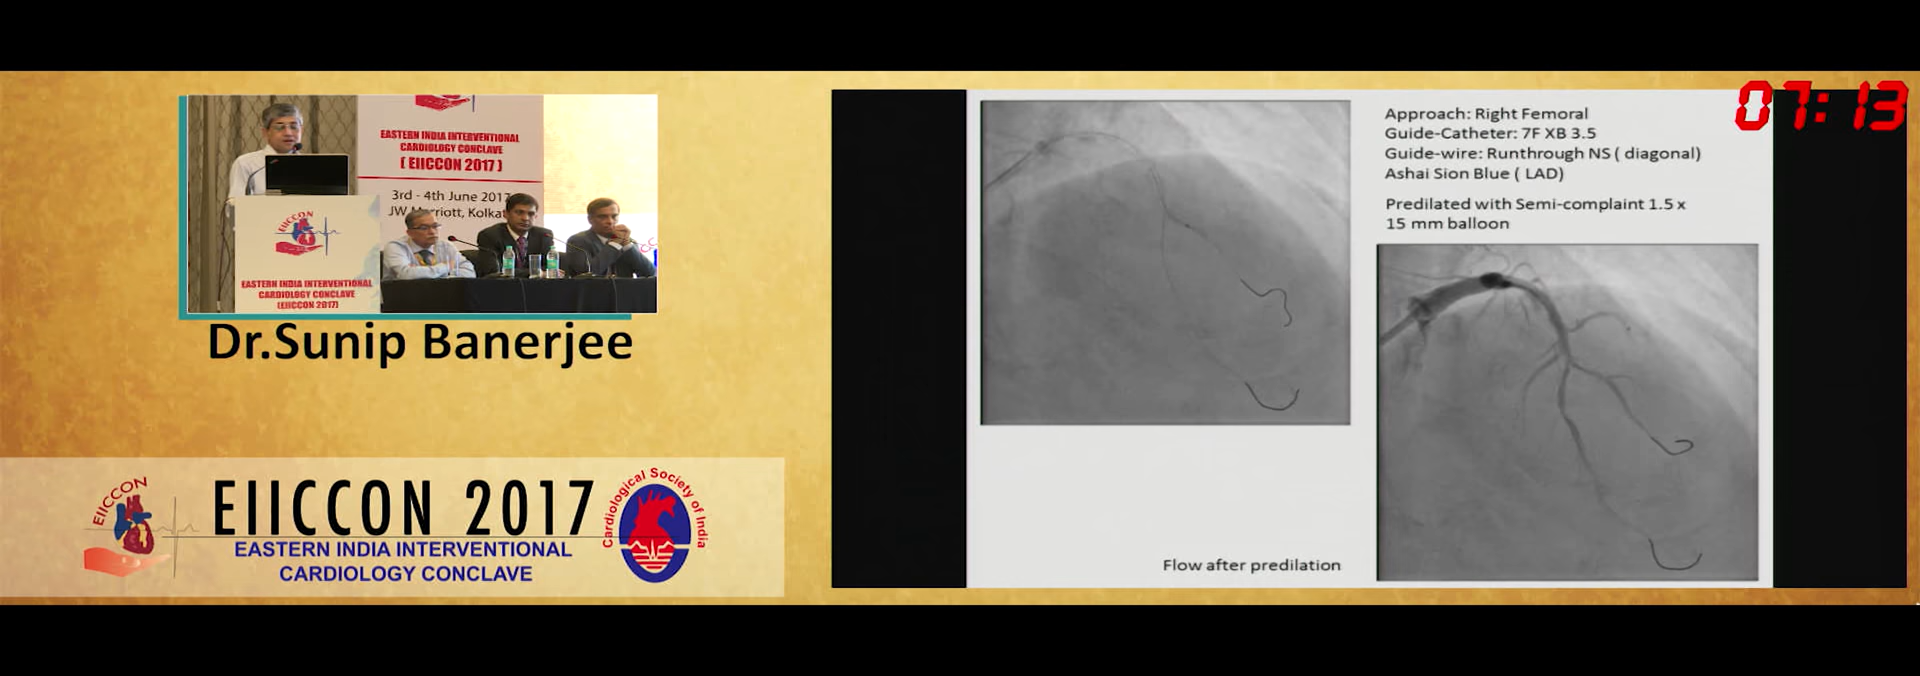 EASTERN INDIA INTERVENTIONAL
CARDIOLOGY CONCLAVE
[ EIICCON 2017 ]
3rd - 4th June 2017
JW Marriott, Kolkat
EIICCON
EASTERN INDIA INTERVENTIONAL
CARDIOLOGY CONCLAVE
[EIICCON 2017]
Dr.Sunip Banerjee
EIICCON
EIICCON 2017
EASTERN INDIA INTERVENTIONAL
CARDIOLOGY CONCLAVE
Cardiological Society of India
07:13
Approach: Right Femoral
Guide-Catheter: 7F XB 3.5
Guide-wire: Runthrough NS ( diagonal)
Ashai Sion Blue ( LAD)
Predilated with Semi-complaint 1.5 x
15 mm balloon
Flow after predilation